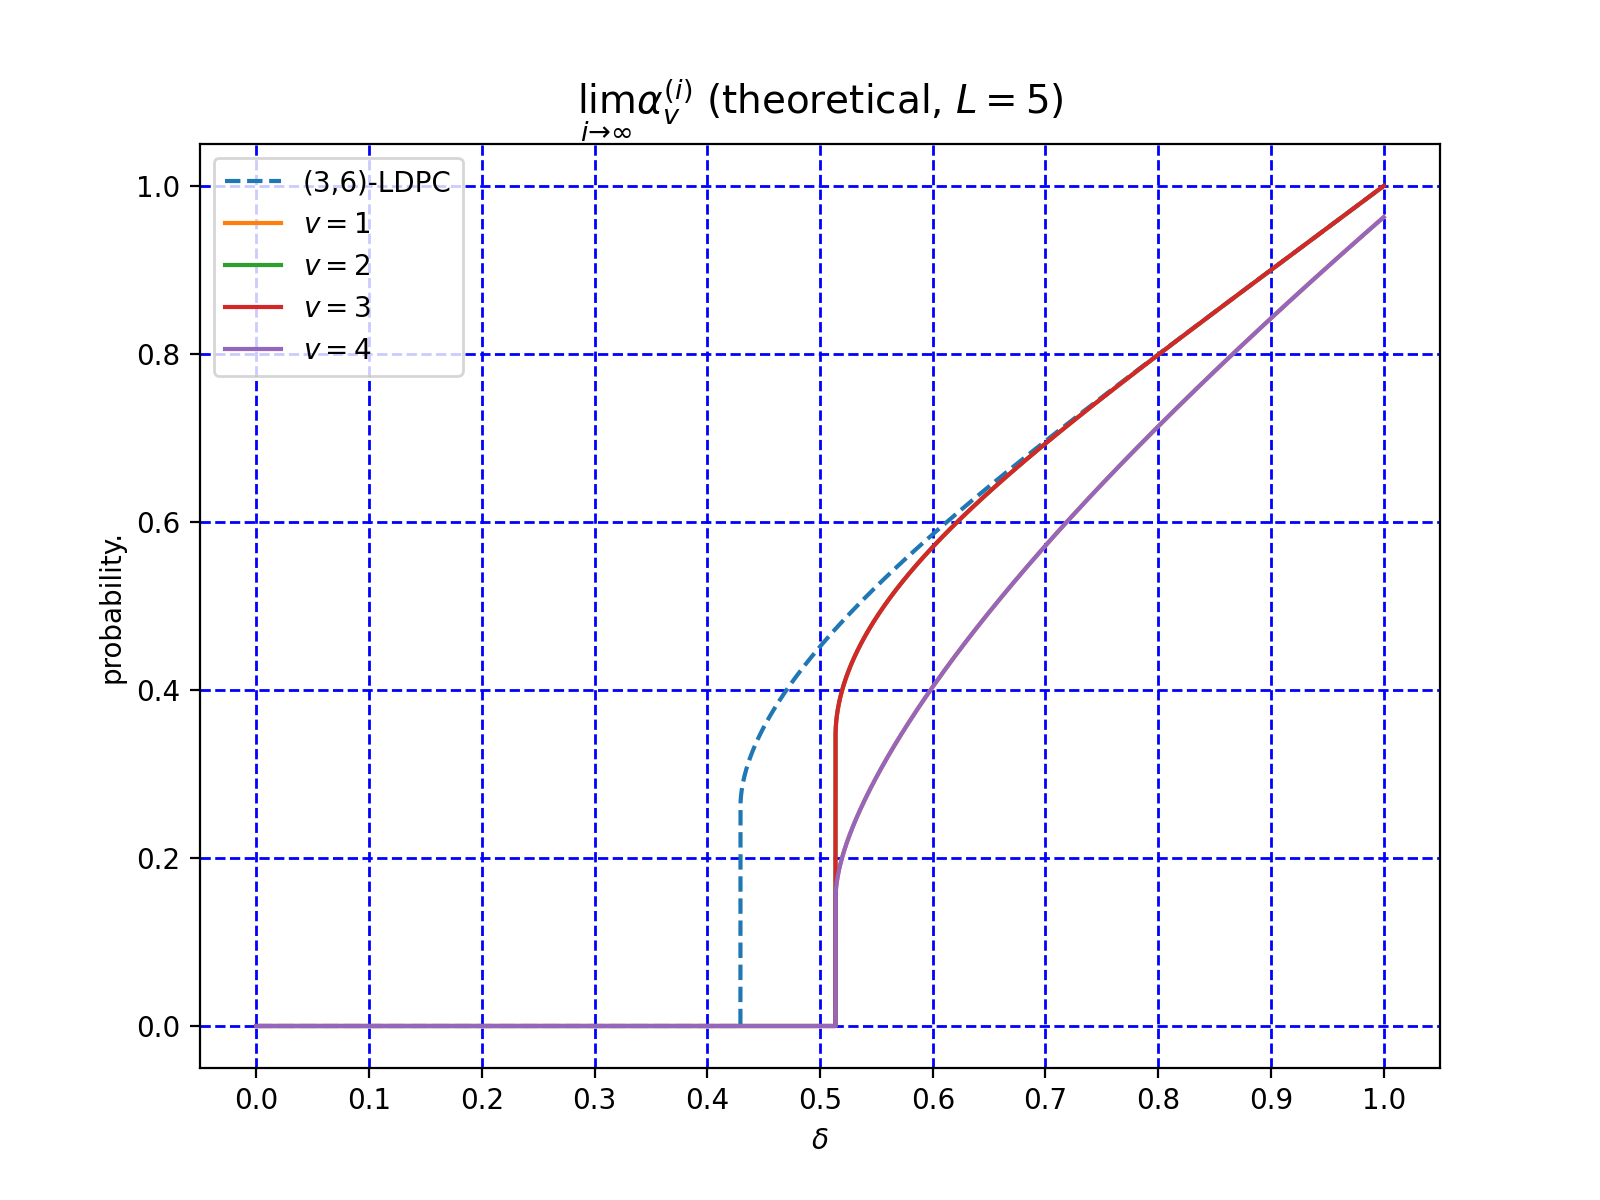 lim α_v^(i) (theoretical, L = 5)
i→∞
(3,6)-LDPC
v = 1
v = 2
v = 3
v = 4
1.0
0.8
0.6
0.4
0.2
0.0
probability.
0.0 0.1 0.2 0.3 0.4 0.5 0.6 0.7 0.8 0.9 1.0
δ